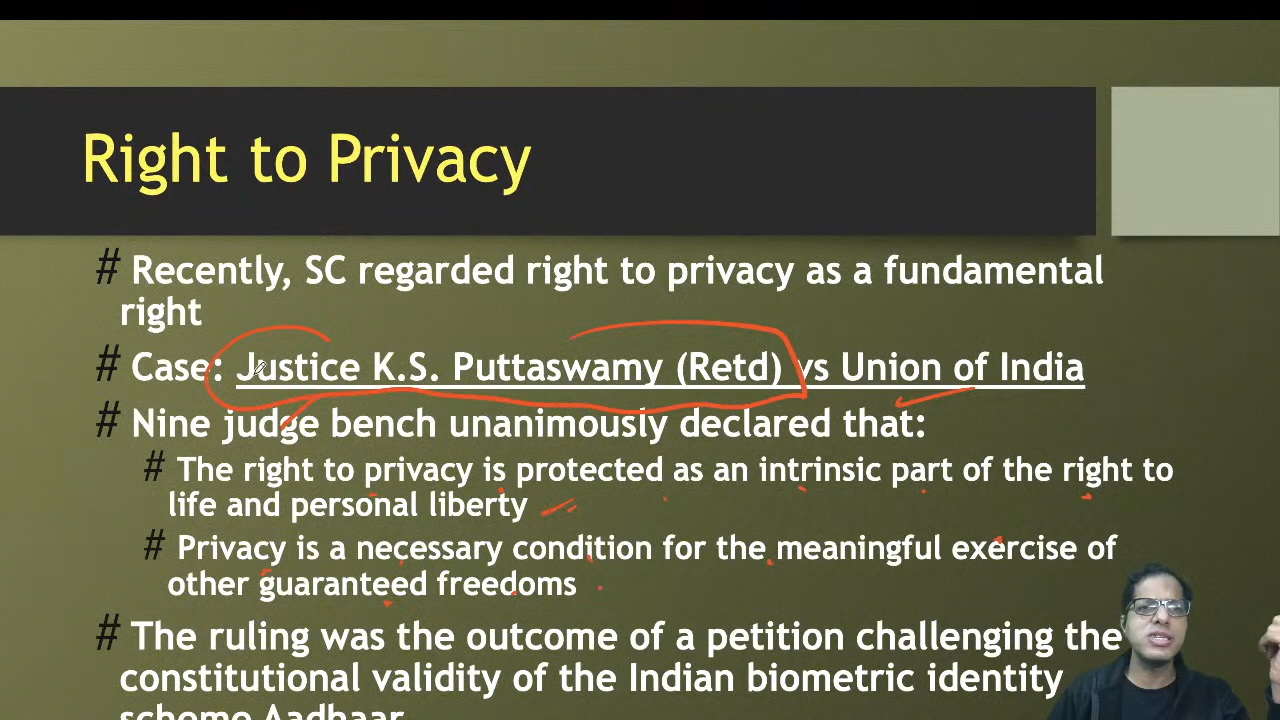 Right to Privacy
# Recently, SC regarded right to privacy as a fundamental
right
# Case: Justice K.S. Puttaswamy (Retd) vs Union of India
# Nine judge bench unanimously declared that:
# The right to privacy is protected as an intrinsic part of the right to
life and personal liberty
# Privacy is a necessary condition for the meaningful exercise of
other guaranteed freedoms
# The ruling was the outcome of a petition challenging the
constitutional validity of the Indian biometric identity
scheme Aadhaar